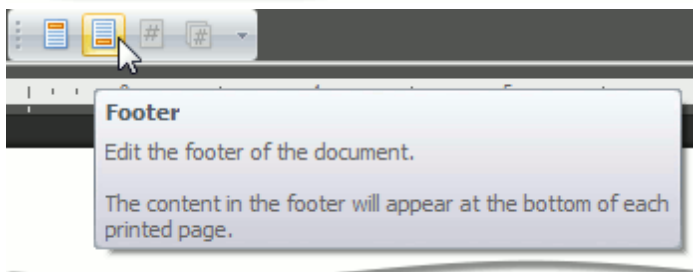 # #
Footer
Edit the footer of the document.
The content in the footer will appear at the bottom of each
printed page.